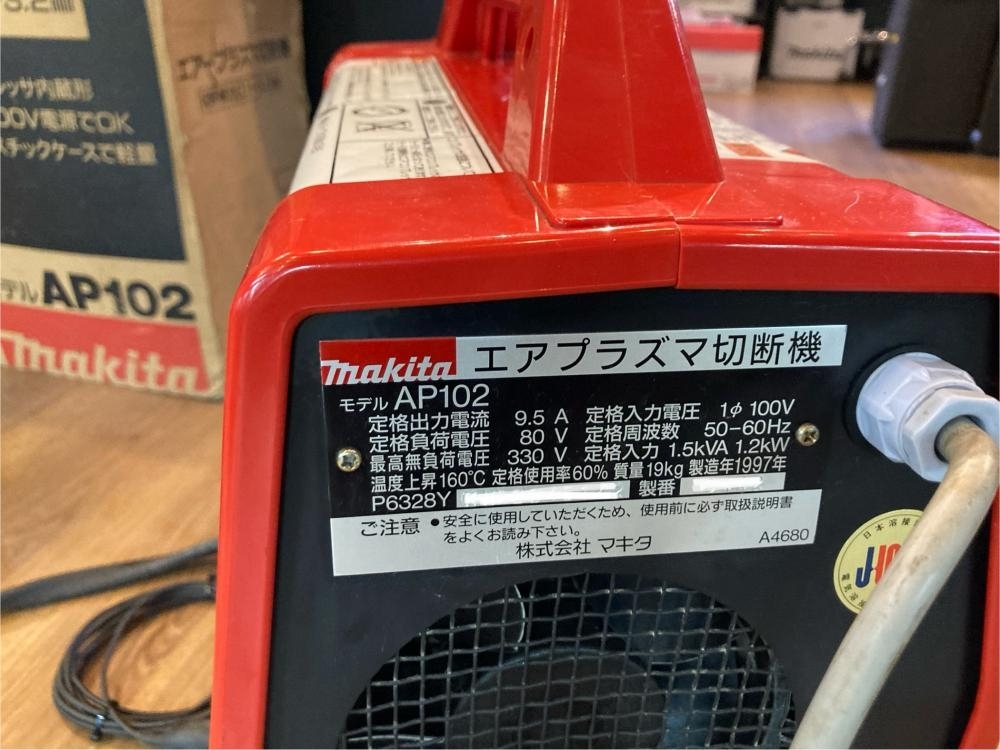 エアープラズマ切断機
レッサ内蔵形
00V電源でOK
スチックケースで軽量
デル AP102
makita
makita
makita エアプラズマ切断機
モデル AP102
定格出力電流 9.5 A 定格入力電圧 1φ 100V
定格負荷電圧 80 V 定格周波数 50-60Hz
最高無負荷電圧 330 V 定格入力 1.5kVA 1.2kW
温度上昇160℃ 定格使用率60% 質量19kg 製造年1997年
P6328Y 製番
ご注意 •安全に使用していただくため、使用前に必ず取扱説明書
をよくお読み下さい。
株式会社 マキタ A4680
日本溶接